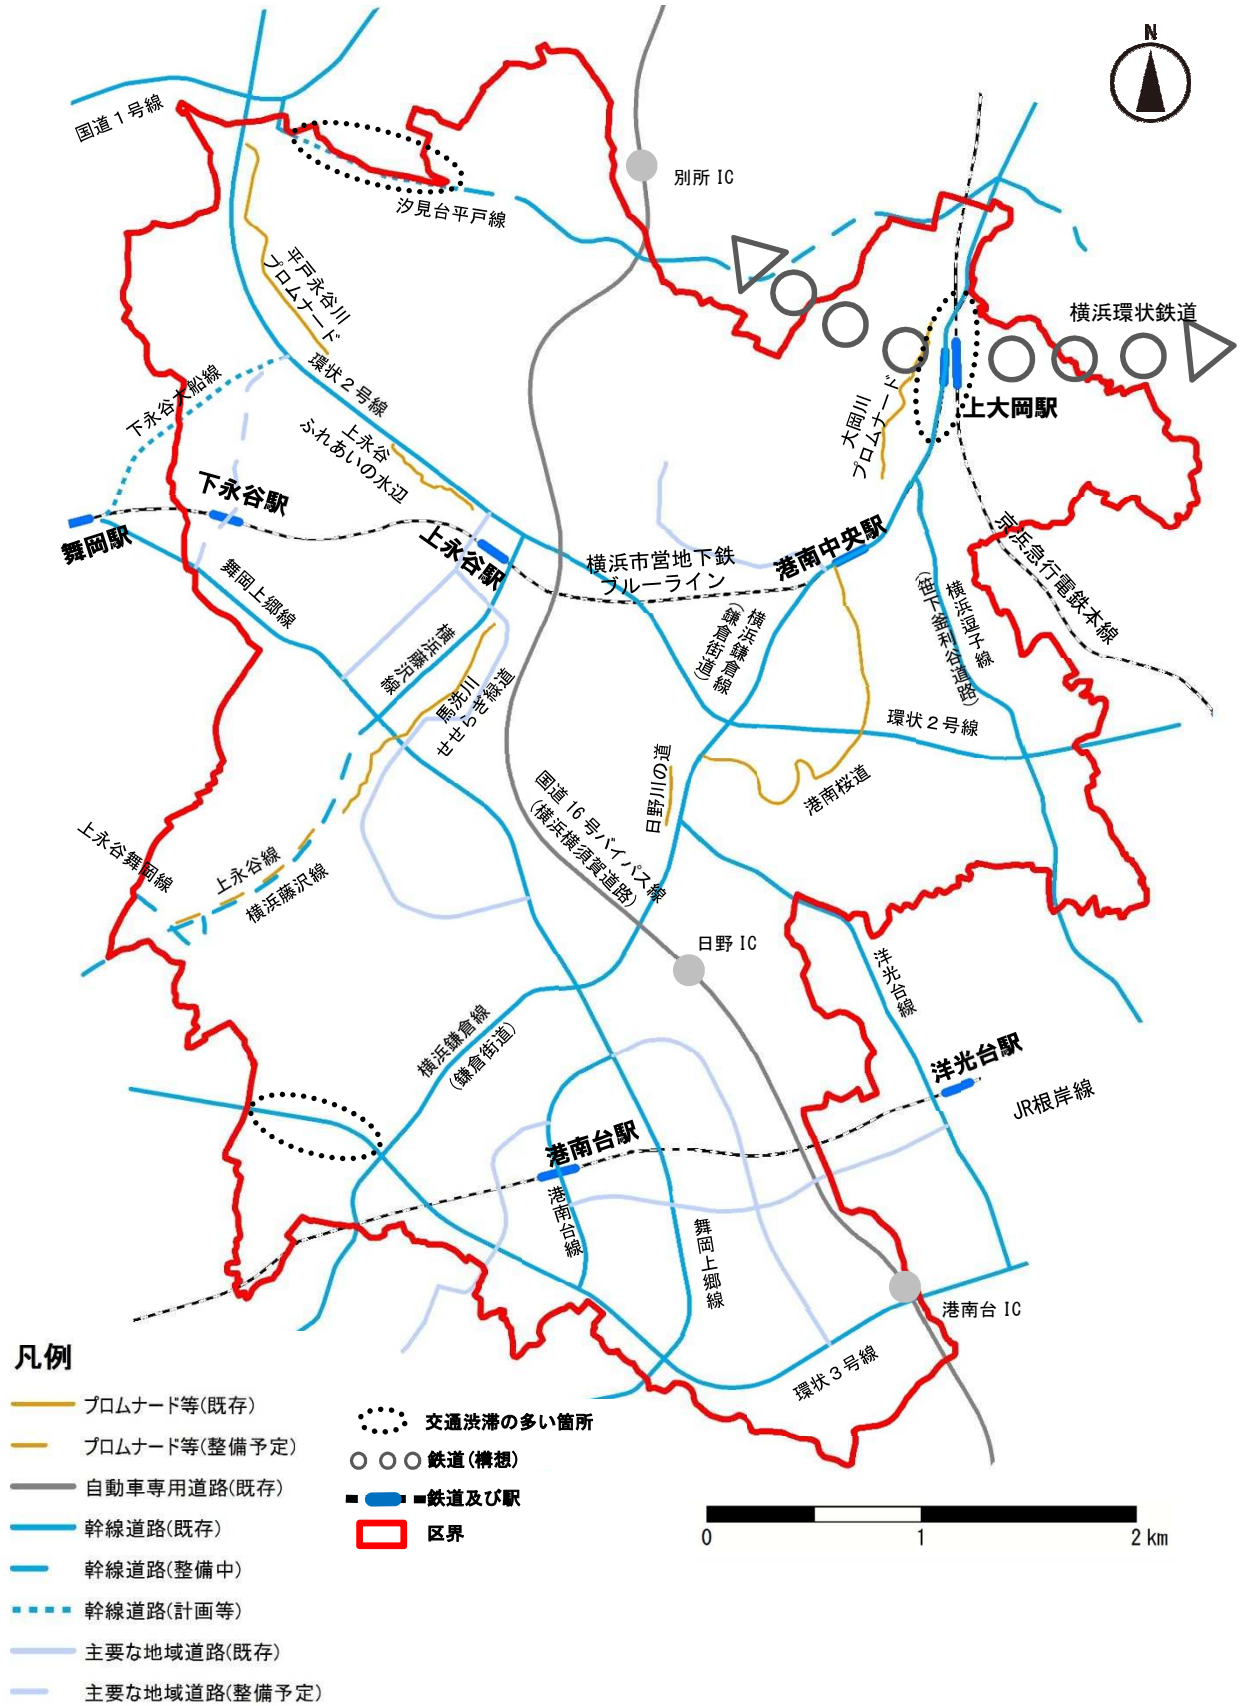 N
国道１号線
別所 IC
汐見台平戸線
平戸永谷川
プロムナード
横浜環状鉄道
環状２号線
下永谷大船線
上大岡駅
大岡川
プロムナード
上永谷
ふれあいの水辺
下永谷駅
舞岡駅
上永谷駅
横浜市営地下鉄
ブルーライン
港南中央駅
京浜急行電鉄本線
舞岡上郷線
横浜藤沢線
横浜鎌倉線
(鎌倉街道)
横浜逗子線
(笹下釜利谷道路)
馬洗川
せせらぎ緑道
環状２号線
日野川の道
港南桜道
国道 16 号バイパス線
(横浜横須賀道路)
上永谷舞岡線
上永谷線
横浜藤沢線
日野 IC
洋光台線
横浜鎌倉線
(鎌倉街道)
洋光台駅
JR根岸線
港南台駅
港南台線
舞岡上郷線
港南台 IC
環状３号線
凡例
プロムナード等(既存)
プロムナード等(整備予定)
自動車専用道路(既存)
幹線道路(既存)
幹線道路(整備中)
幹線道路(計画等)
主要な地域道路(既存)
主要な地域道路(整備予定)
交通渋滞の多い箇所
鉄道(構想)
鉄道及び駅
区界
0 1 2 km